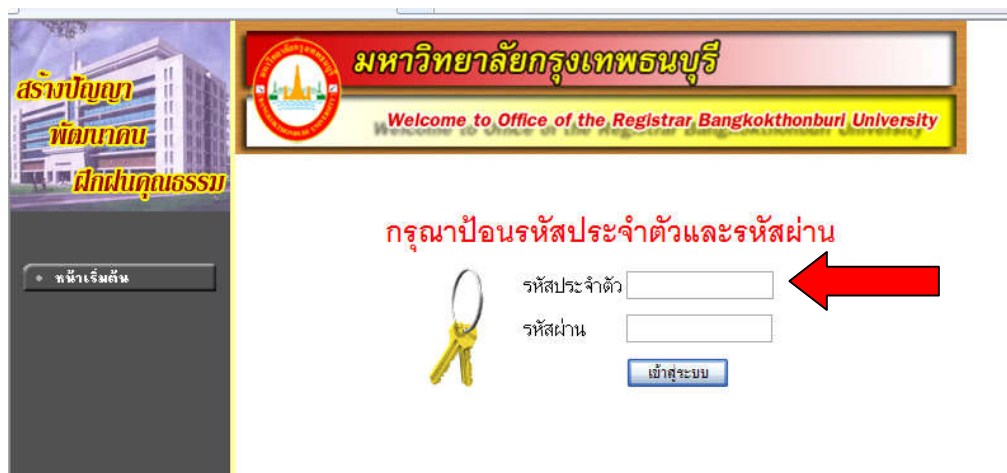 สร้างปัญญา
พัฒนาคน
ฝึกฝนคุณธรรม
มหาวิทยาลัยกรุงเทพธนบุรี
Welcome to Office of the Registrar Bangkokthonburi University
กรุณาป้อนรหัสประจำตัวและรหัสผ่าน
หน้าเริ่มต้น
รหัสประจำตัว
รหัสผ่าน
เข้าสู่ระบบ